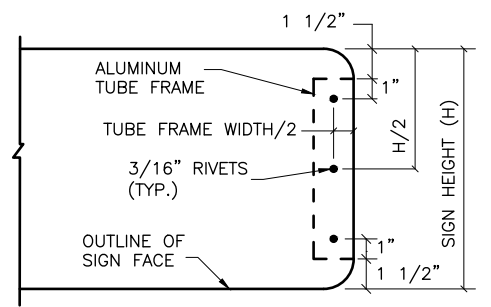 1 1/2"
ALUMINUM
TUBE FRAME
1"
TUBE FRAME WIDTH/2
H/2
SIGN HEIGHT (H)
3/16" RIVETS
(TYP.)
OUTLINE OF
SIGN FACE
1"
1 1/2"